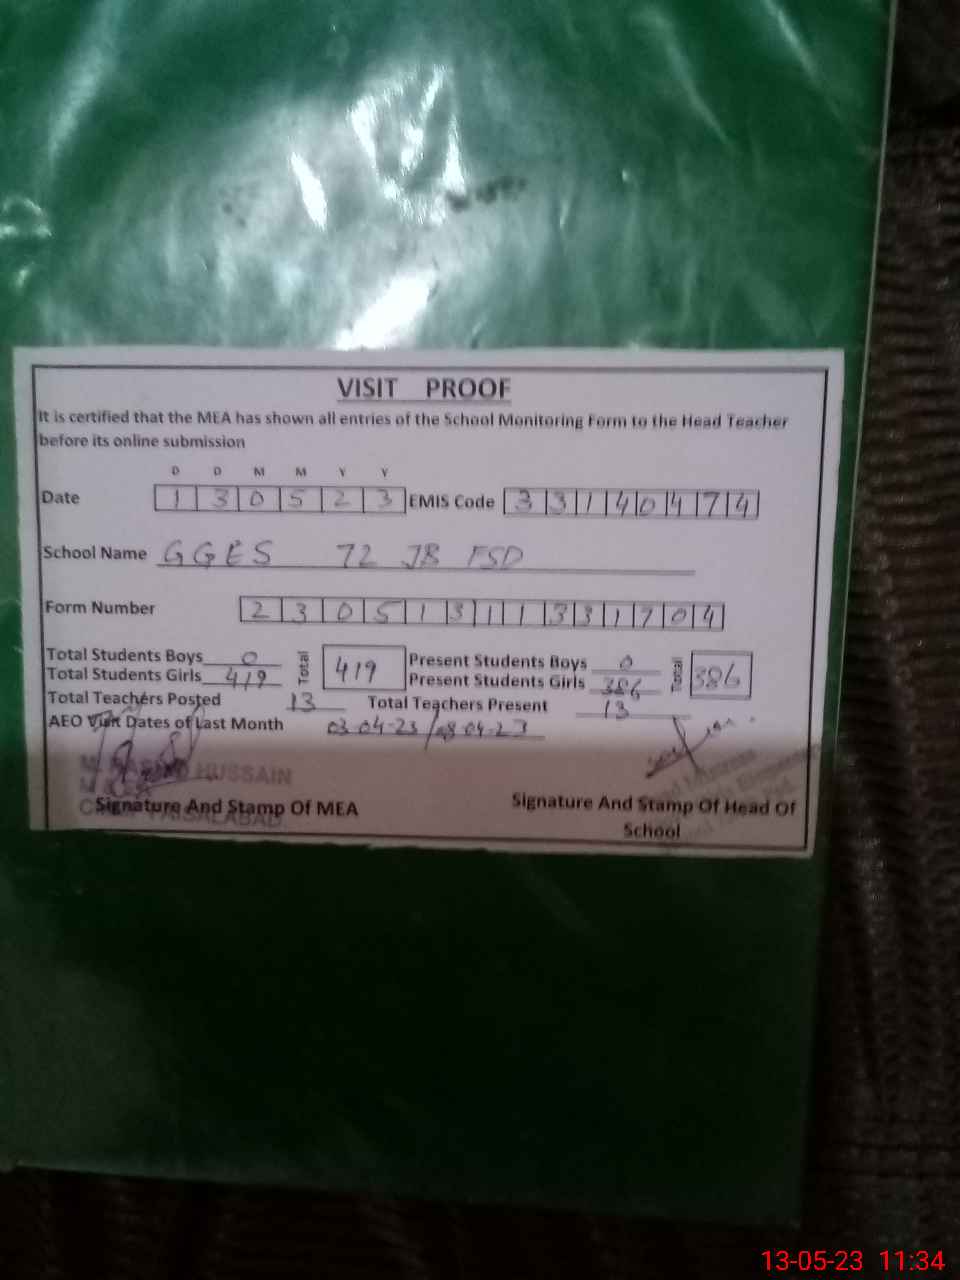 VISIT PROOF
It is certified that the MEA has shown all entries of the School Monitoring Form to the Head Teacher
before its online submission
D D M M Y Y
Date 1 3 0 5 2 3 EMIS Code 3 3 1 4 0 4 7 4
School Name GGES 72 JB FSD
Form Number 2 3 0 5 1 3 1 1 3 3 1 7 0 4
Total Students Boys 0 Total 419 Present Students Boys 0 Total 386
Total Students Girls 419 Present Students Girls 386
Total Teachers Posted 13 Total Teachers Present 13
AEO Visit Dates of Last Month 03-04-23/08-04-23
HUSSAIN
Signature And Stamp Of MEA
FAISALABAD
Signature And Stamp Of Head Of
School
13-05-23 11:34